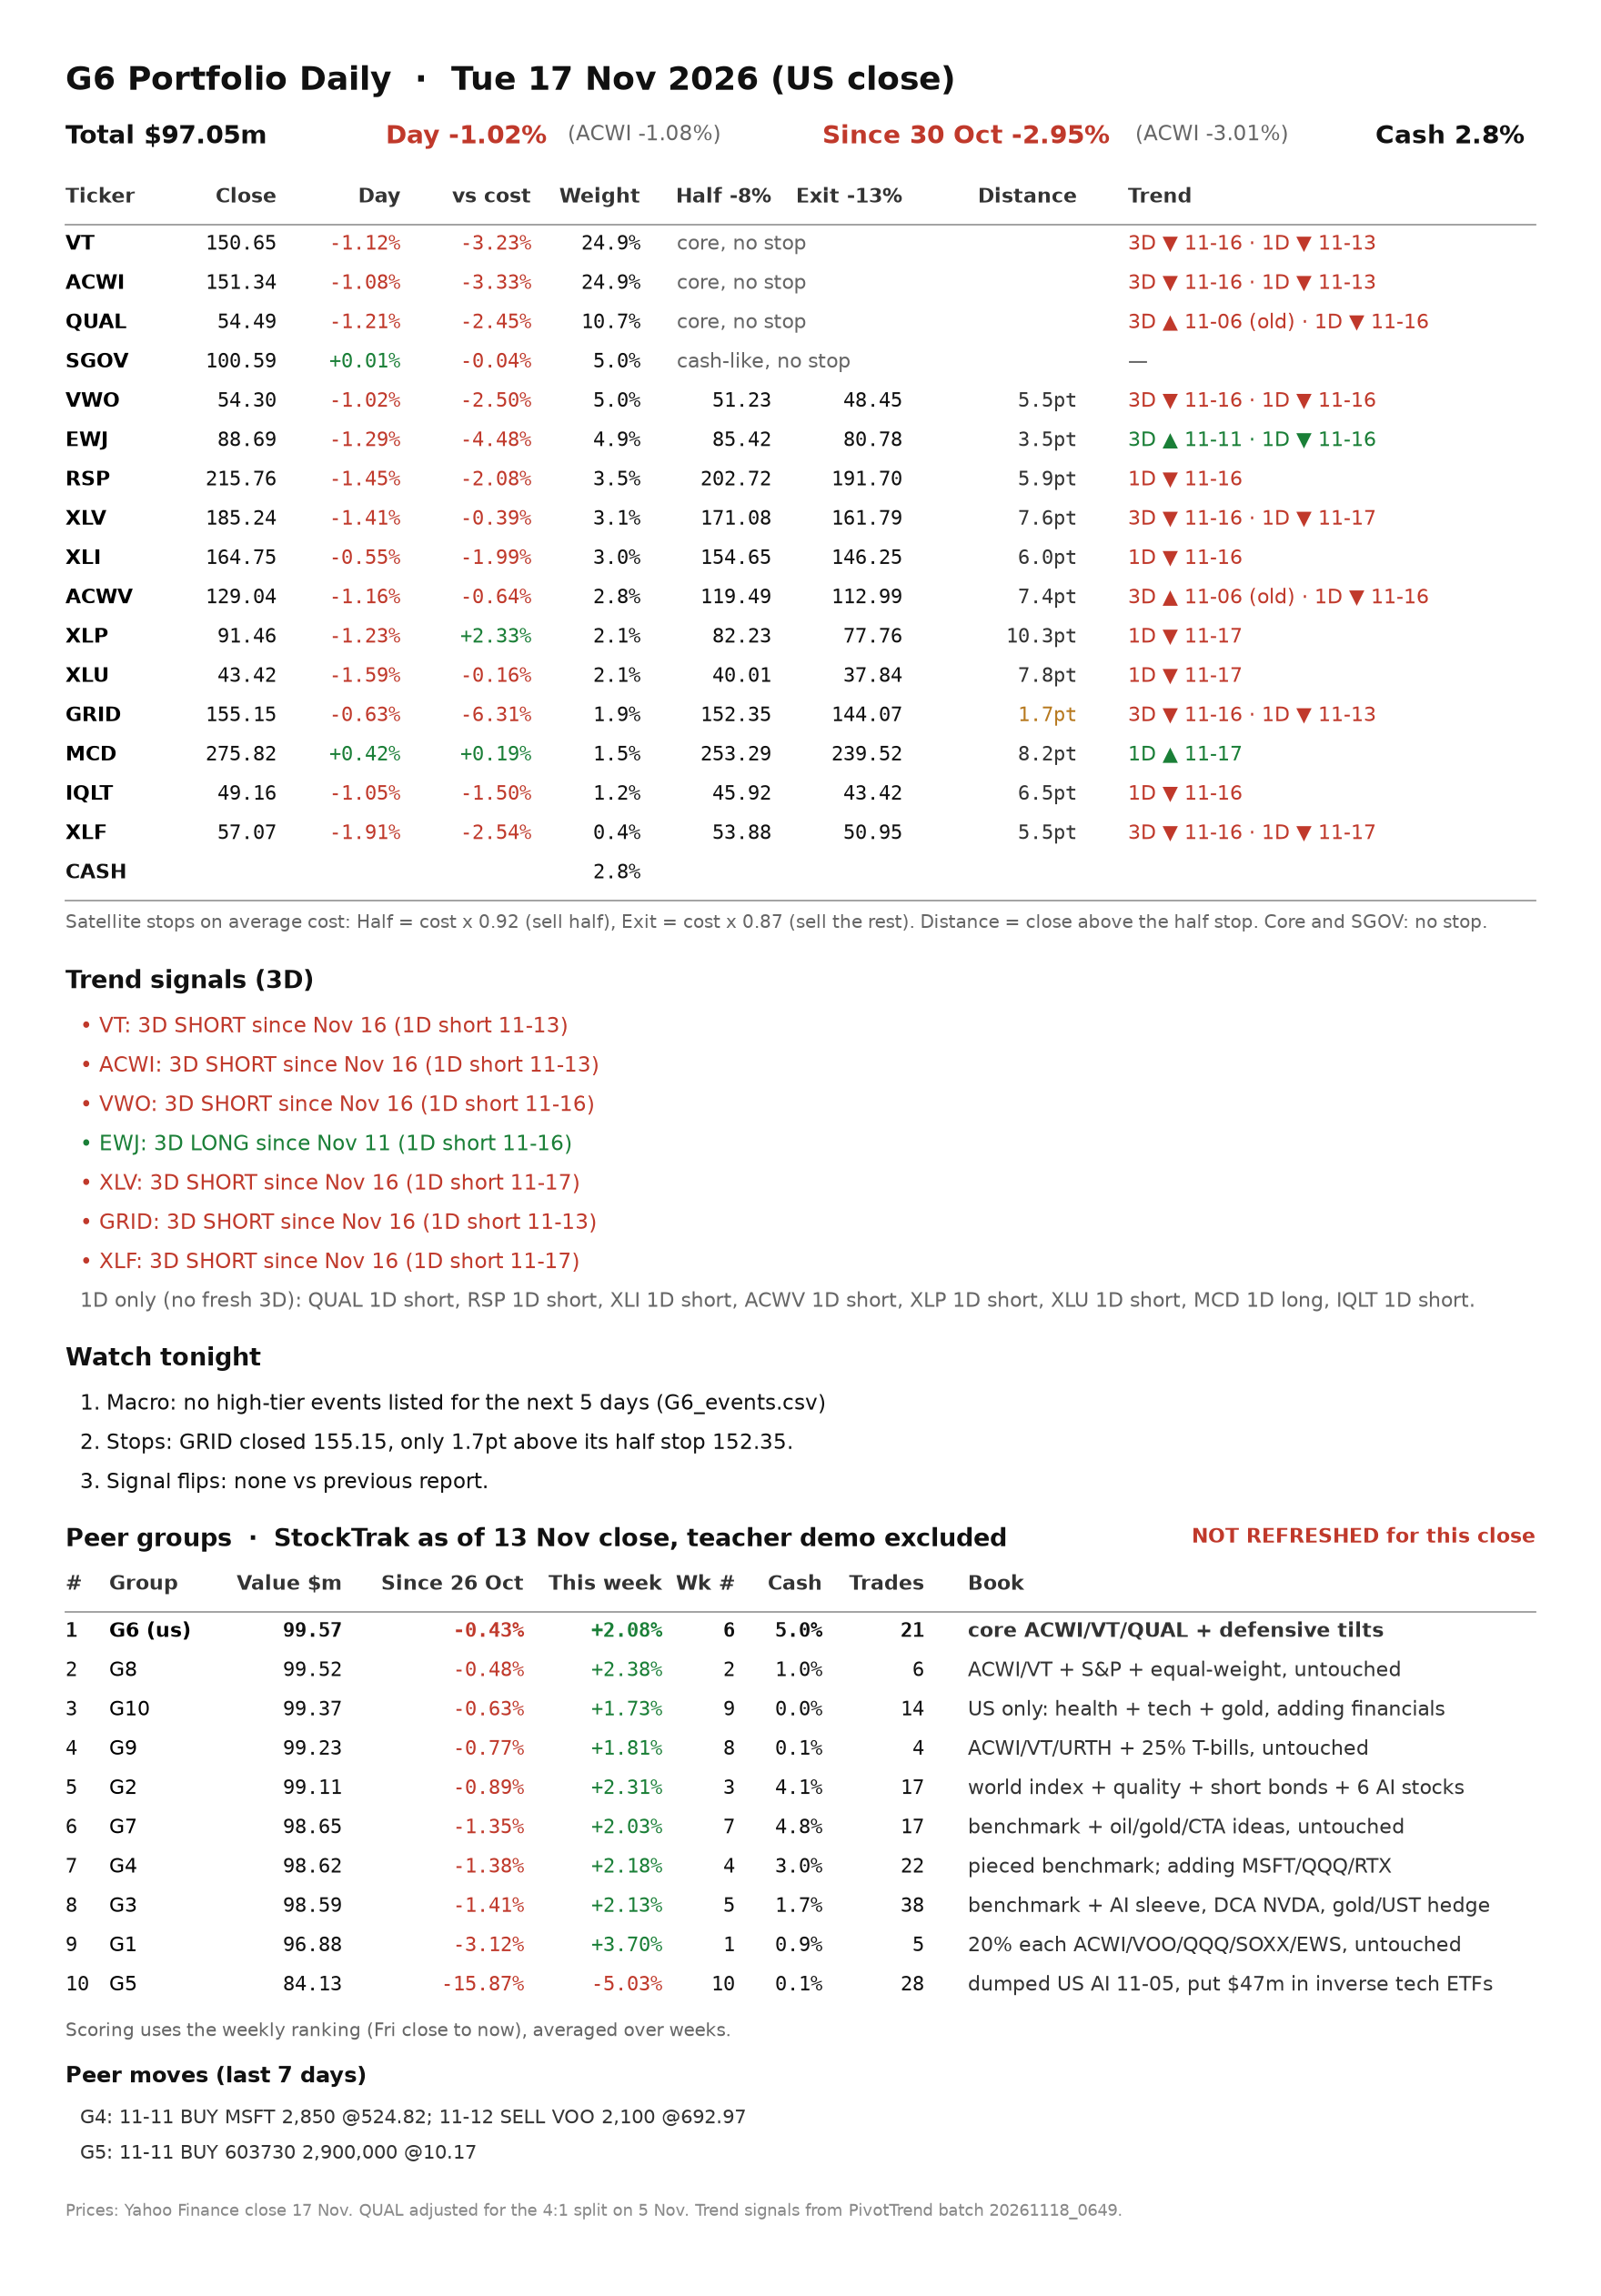 G6 Portfolio Daily · Tue 17 Nov 2026 (US close)
Total $97.05m Day -1.02% (ACWI -1.08%) Since 30 Oct -2.95% (ACWI -3.01%) Cash 2.8%
Ticker Close Day vs cost Weight Half -8% Exit -13% Distance Trend
VT 150.65 -1.12% -3.23% 24.9% core, no stop 3D ▼ 11-16 · 1D ▼ 11-13
ACWI 151.34 -1.08% -3.33% 24.9% core, no stop 3D ▼ 11-16 · 1D ▼ 11-13
QUAL 54.49 -1.21% -2.45% 10.7% core, no stop 3D ▲ 11-06 (old) · 1D ▼ 11-16
SGOV 100.59 +0.01% -0.04% 5.0% cash-like, no stop —
VWO 54.30 -1.02% -2.50% 5.0% 51.23 48.45 5.5pt 3D ▼ 11-16 · 1D ▼ 11-16
EWJ 88.69 -1.29% -4.48% 4.9% 85.42 80.78 3.5pt 3D ▲ 11-11 · 1D ▼ 11-16
RSP 215.76 -1.45% -2.08% 3.5% 202.72 191.70 5.9pt 1D ▼ 11-16
XLV 185.24 -1.41% -0.39% 3.1% 171.08 161.79 7.6pt 3D ▼ 11-16 · 1D ▼ 11-17
XLI 164.75 -0.55% -1.99% 3.0% 154.65 146.25 6.0pt 1D ▼ 11-16
ACWV 129.04 -1.16% -0.64% 2.8% 119.49 112.99 7.4pt 3D ▲ 11-06 (old) · 1D ▼ 11-16
XLP 91.46 -1.23% +2.33% 2.1% 82.23 77.76 10.3pt 1D ▼ 11-17
XLU 43.42 -1.59% -0.16% 2.1% 40.01 37.84 7.8pt 1D ▼ 11-17
GRID 155.15 -0.63% -6.31% 1.9% 152.35 144.07 1.7pt 3D ▼ 11-16 · 1D ▼ 11-13
MCD 275.82 +0.42% +0.19% 1.5% 253.29 239.52 8.2pt 1D ▲ 11-17
IQLT 49.16 -1.05% -1.50% 1.2% 45.92 43.42 6.5pt 1D ▼ 11-16
XLF 57.07 -1.91% -2.54% 0.4% 53.88 50.95 5.5pt 3D ▼ 11-16 · 1D ▼ 11-17
CASH 2.8%
Satellite stops on average cost: Half = cost x 0.92 (sell half), Exit = cost x 0.87 (sell the rest). Distance = close above the half stop. Core and SGOV: no stop.
Trend signals (3D)
• VT: 3D SHORT since Nov 16 (1D short 11-13)
• ACWI: 3D SHORT since Nov 16 (1D short 11-13)
• VWO: 3D SHORT since Nov 16 (1D short 11-16)
• EWJ: 3D LONG since Nov 11 (1D short 11-16)
• XLV: 3D SHORT since Nov 16 (1D short 11-17)
• GRID: 3D SHORT since Nov 16 (1D short 11-13)
• XLF: 3D SHORT since Nov 16 (1D short 11-17)
1D only (no fresh 3D): QUAL 1D short, RSP 1D short, XLI 1D short, ACWV 1D short, XLP 1D short, XLU 1D short, MCD 1D long, IQLT 1D short.
Watch tonight
1. Macro: no high-tier events listed for the next 5 days (G6_events.csv)
2. Stops: GRID closed 155.15, only 1.7pt above its half stop 152.35.
3. Signal flips: none vs previous report.
Peer groups · StockTrak as of 13 Nov close, teacher demo excluded NOT REFRESHED for this close
# Group Value $m Since 26 Oct This week Wk # Cash Trades Book
1 G6 (us) 99.57 -0.43% +2.08% 6 5.0% 21 core ACWI/VT/QUAL + defensive tilts
2 G8 99.52 -0.48% +2.38% 2 1.0% 6 ACWI/VT + S&P + equal-weight, untouched
3 G10 99.37 -0.63% +1.73% 9 0.0% 14 US only: health + tech + gold, adding financials
4 G9 99.23 -0.77% +1.81% 8 0.1% 4 ACWI/VT/URTH + 25% T-bills, untouched
5 G2 99.11 -0.89% +2.31% 3 4.1% 17 world index + quality + short bonds + 6 AI stocks
6 G7 98.65 -1.35% +2.03% 7 4.8% 17 benchmark + oil/gold/CTA ideas, untouched
7 G4 98.62 -1.38% +2.18% 4 3.0% 22 pieced benchmark; adding MSFT/QQQ/RTX
8 G3 98.59 -1.41% +2.13% 5 1.7% 38 benchmark + AI sleeve, DCA NVDA, gold/UST hedge
9 G1 96.88 -3.12% +3.70% 1 0.9% 5 20% each ACWI/VOO/QQQ/SOXX/EWS, untouched
10 G5 84.13 -15.87% -5.03% 10 0.1% 28 dumped US AI 11-05, put $47m in inverse tech ETFs
Scoring uses the weekly ranking (Fri close to now), averaged over weeks.
Peer moves (last 7 days)
G4: 11-11 BUY MSFT 2,850 @524.82; 11-12 SELL VOO 2,100 @692.97
G5: 11-11 BUY 603730 2,900,000 @10.17
Prices: Yahoo Finance close 17 Nov. QUAL adjusted for the 4:1 split on 5 Nov. Trend signals from PivotTrend batch 20261118_0649.